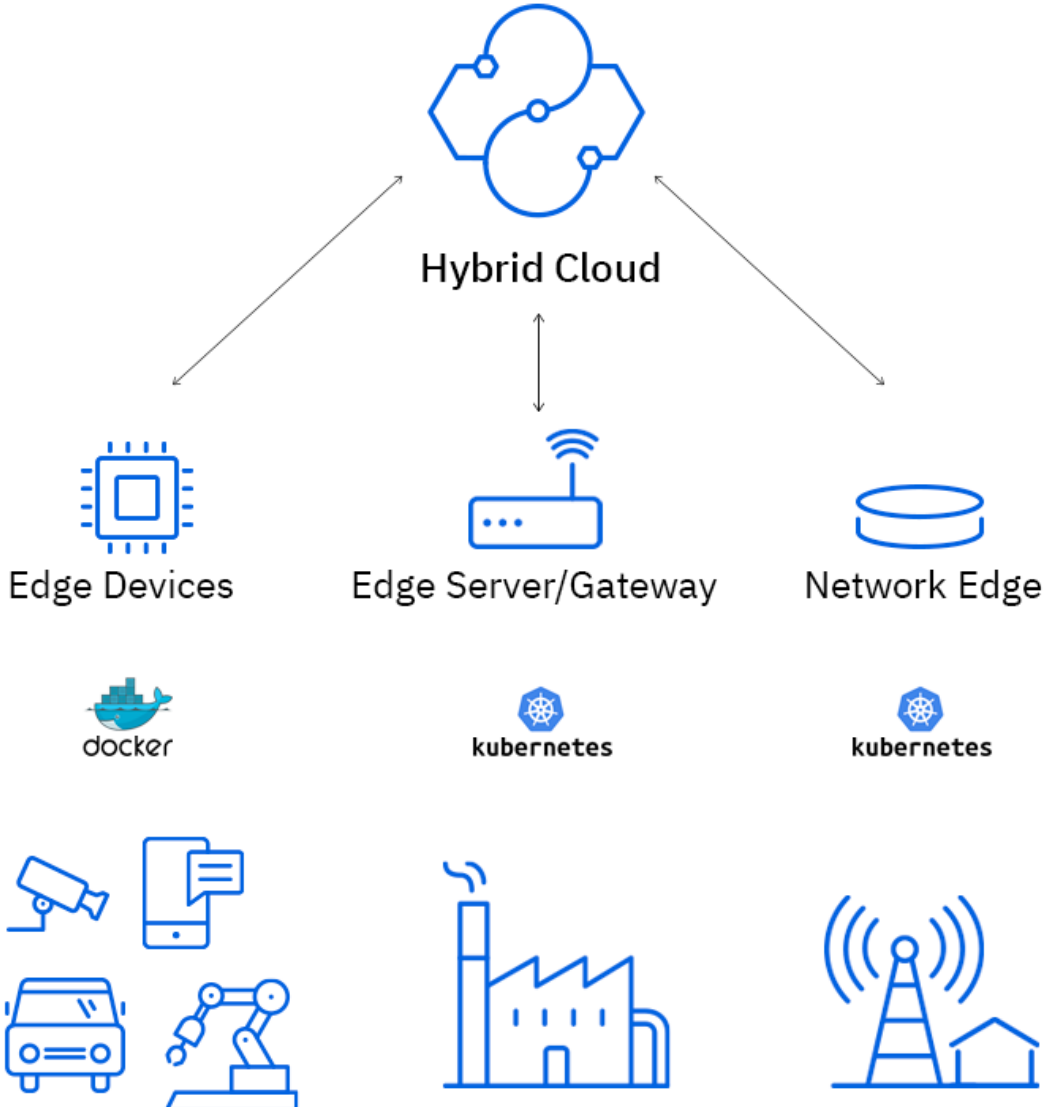 Hybrid Cloud
Edge Devices
Edge Server/Gateway
Network Edge
docker
kubernetes
kubernetes